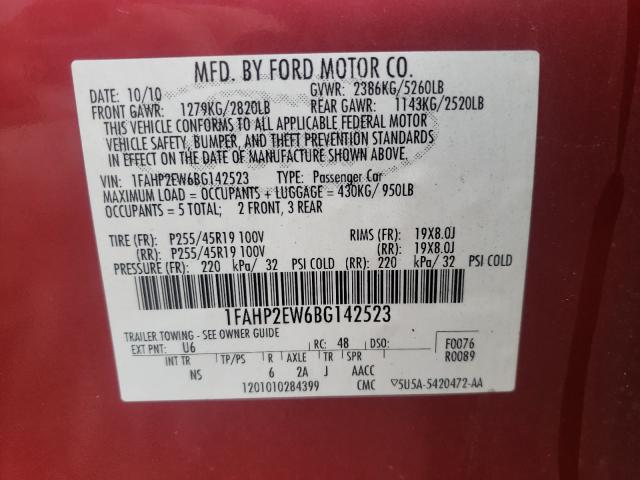 MFD. BY FORD MOTOR CO.
DATE: 10/10 GVWR: 2386KG/5260LB
FRONT GAWR: 1279KG/2820LB REAR GAWR: 1143KG/2520LB
THIS VEHICLE CONFORMS TO ALL APPLICABLE FEDERAL MOTOR
VEHICLE SAFETY, BUMPER, AND THEFT PREVENTION STANDARDS
IN EFFECT ON THE DATE OF MANUFACTURE SHOWN ABOVE.
VIN: 1FAHP2EW6BG142523 TYPE: Passenger Car
MAXIMUM LOAD = OCCUPANTS + LUGGAGE = 430KG/ 950LB
OCCUPANTS = 5 TOTAL; 2 FRONT, 3 REAR
TIRE (FR): P255/45R19 100V RIMS (FR): 19X8.0J
(RR): P255/45R19 100V (RR): 19X8.0J
PRESSURE (FR): 220 kPa/ 32 PSI COLD (RR): 220 kPa/ 32 PSI COLD
1FAHP2EW6BG142523
TRAILER TOWING - SEE OWNER GUIDE
EXT PNT: U6 RC: 48 DSO: F0076
R0089
INT TR TP/PS R AXLE TR SPR
NS 6 2A J AACC
1201010284399 CMC ▽5U5A-5420472-AA